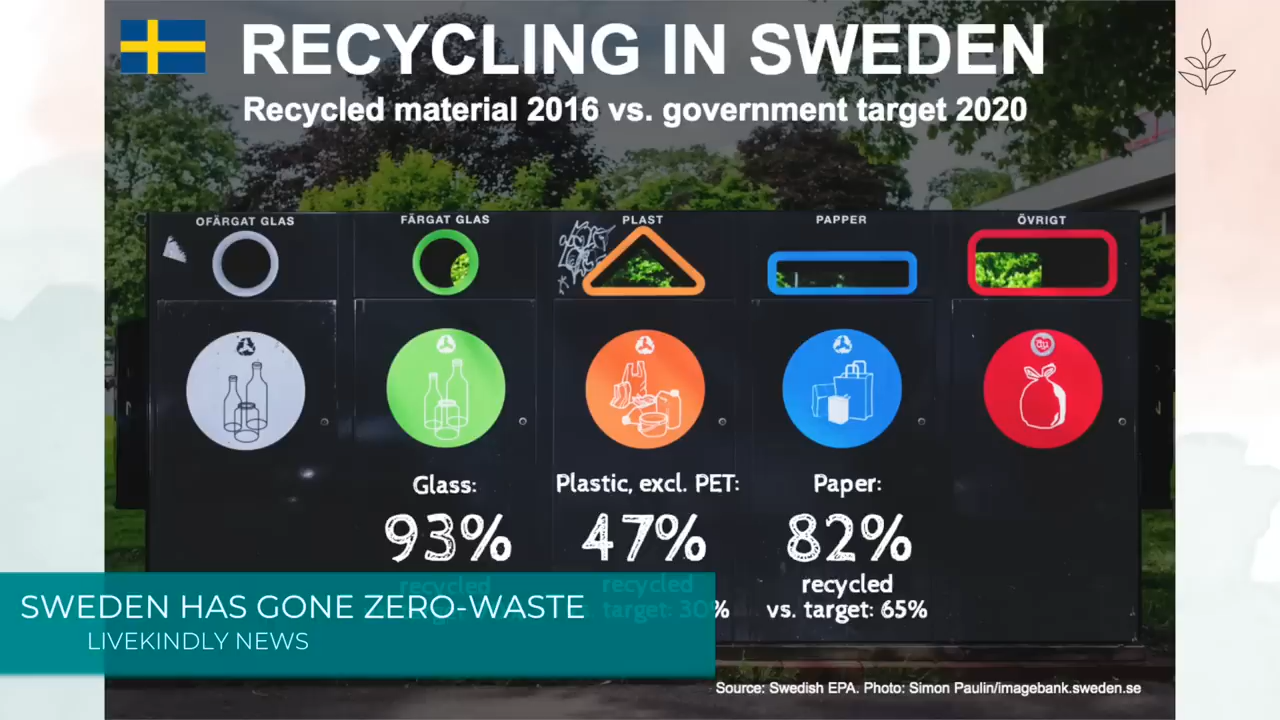 RECYCLING IN SWEDEN
Recycled material 2016 vs. government target 2020
OFÄRGAT GLAS
FÄRGAT GLAS
PLAST
PAPPER
ÖVRIGT
Glass:
93%
recycled
Plastic, excl. PET:
47%
recycled
target: 30%
Paper:
82%
recycled
vs. target: 65%
SWEDEN HAS GONE ZERO-WASTE
LIVEKINDLY NEWS
Source: Swedish EPA. Photo: Simon Paulin/imagebank.sweden.se